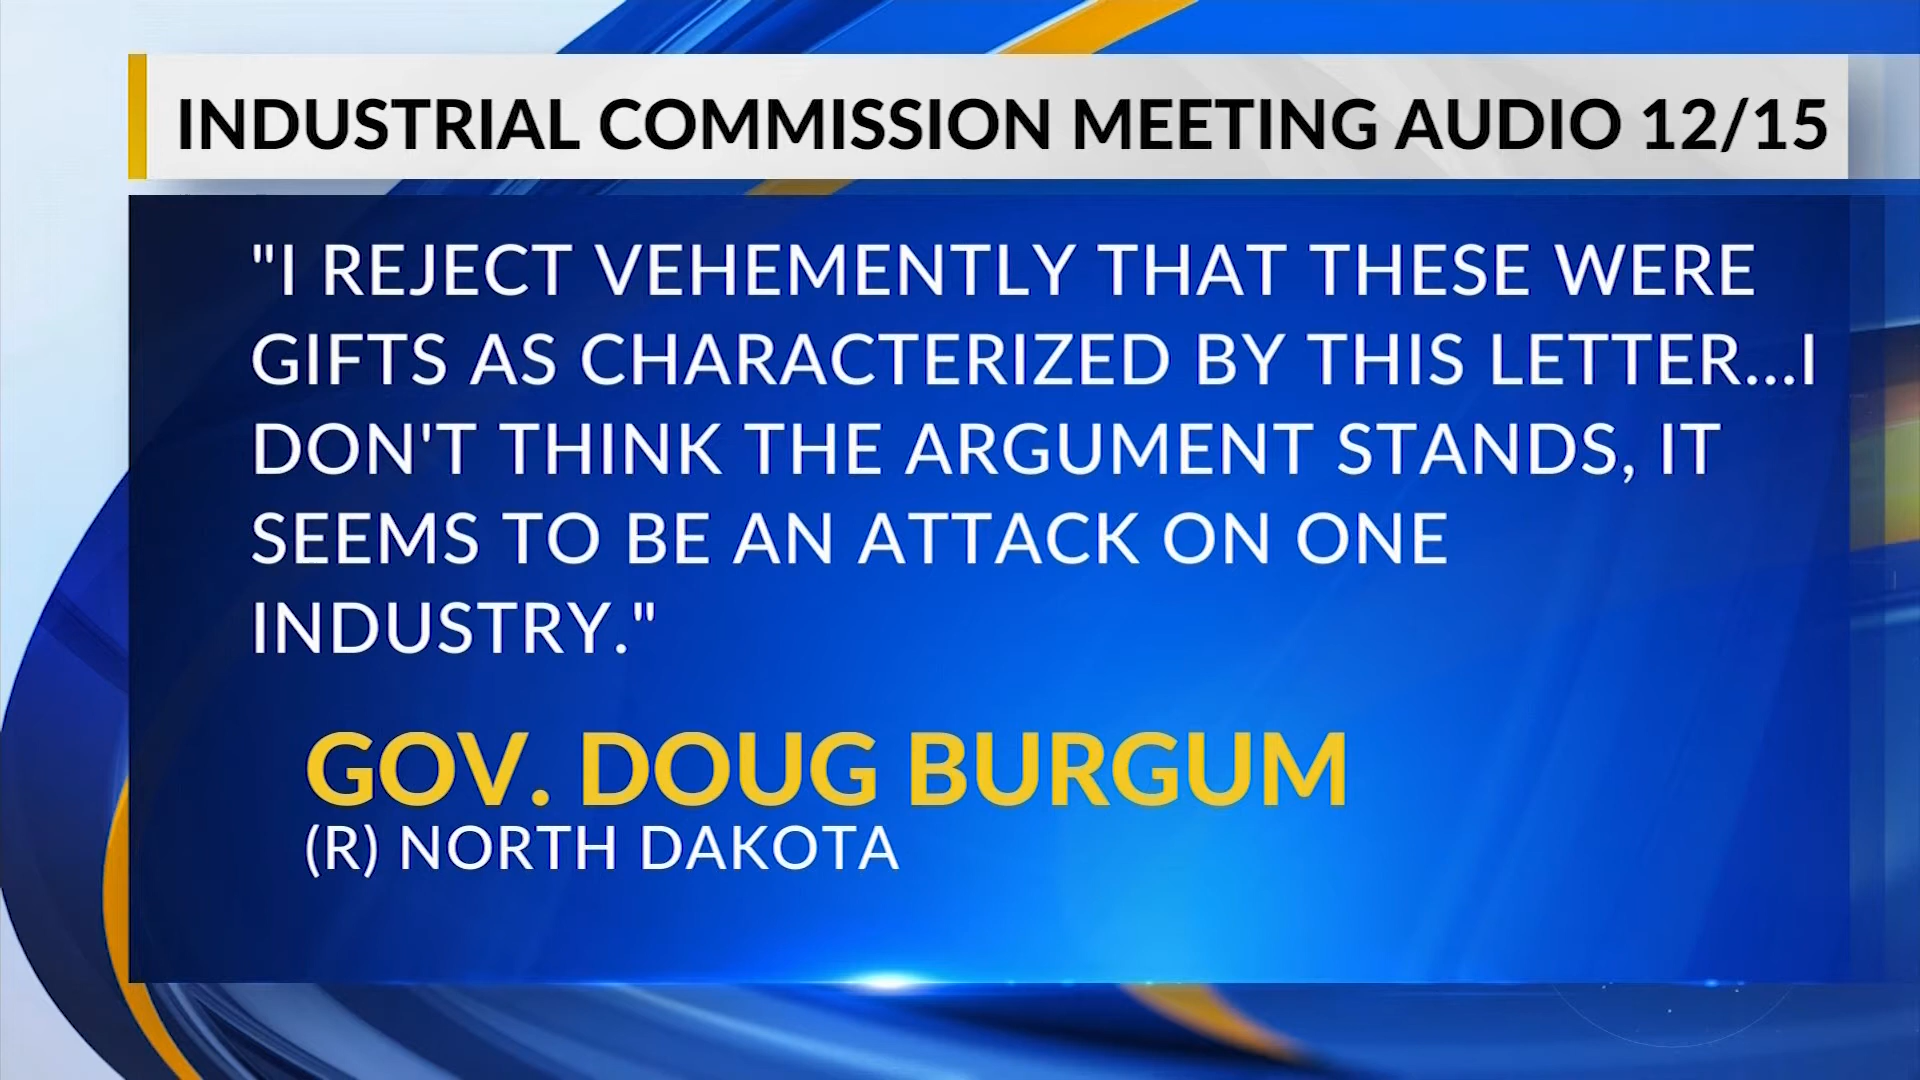 INDUSTRIAL COMMISSION MEETING AUDIO 12/15
"I REJECT VEHEMENTLY THAT THESE WERE
GIFTS AS CHARACTERIZED BY THIS LETTER...I
DON'T THINK THE ARGUMENT STANDS, IT
SEEMS TO BE AN ATTACK ON ONE
INDUSTRY."
GOV. DOUG BURGUM
(R) NORTH DAKOTA